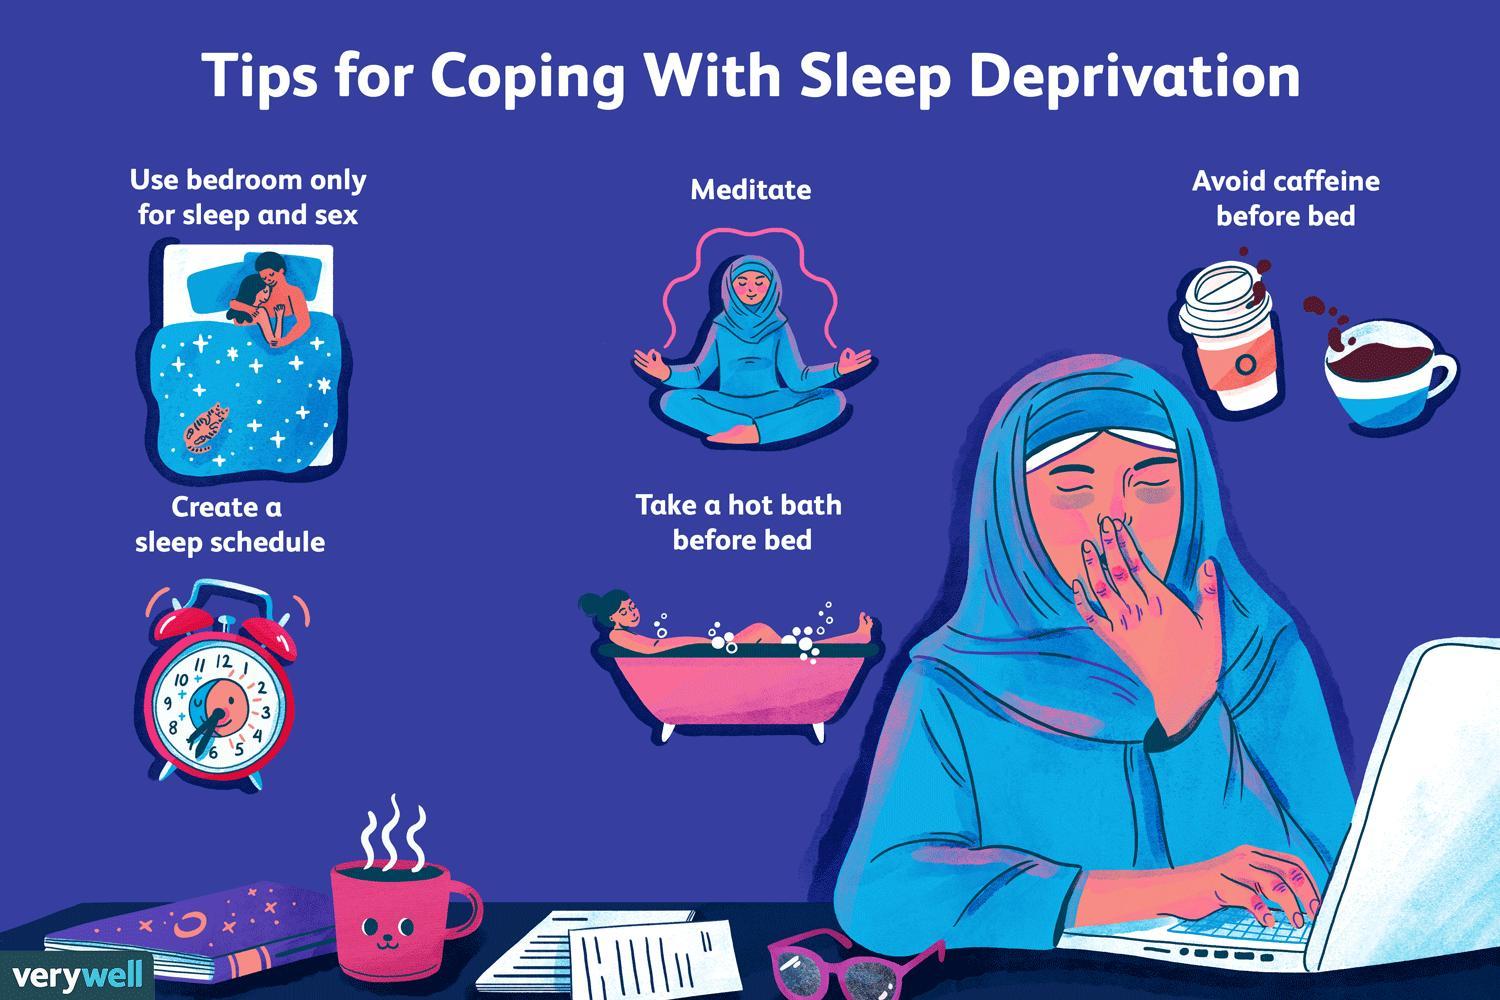 Tips for Coping With Sleep Deprivation
Use bedroom only
for sleep and sex
Meditate
Avoid caffeine
before bed
Create a
sleep schedule
Take a hot bath
before bed
11 12 1
10 2
9 3
8 4
6 5
verywell